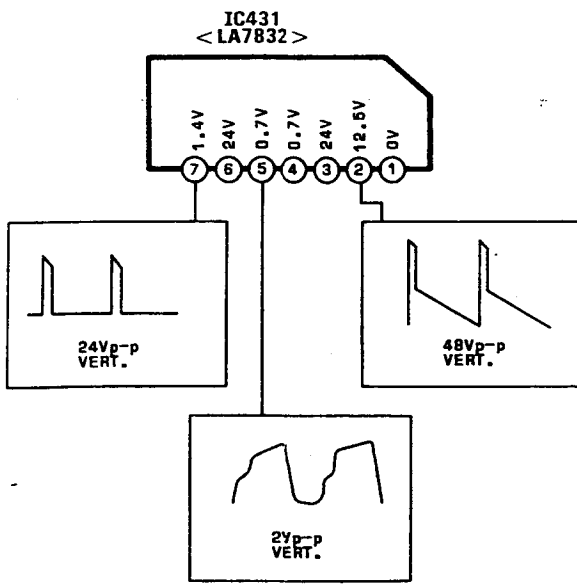 IC431
<LA7832>
1.4V 24V 0.7V 0.7V 24V 12.5V 0V
7 6 5 4 3 2 1
24Vp-p
VERT.
48Vp-p
VERT.
2Vp-p
VERT.